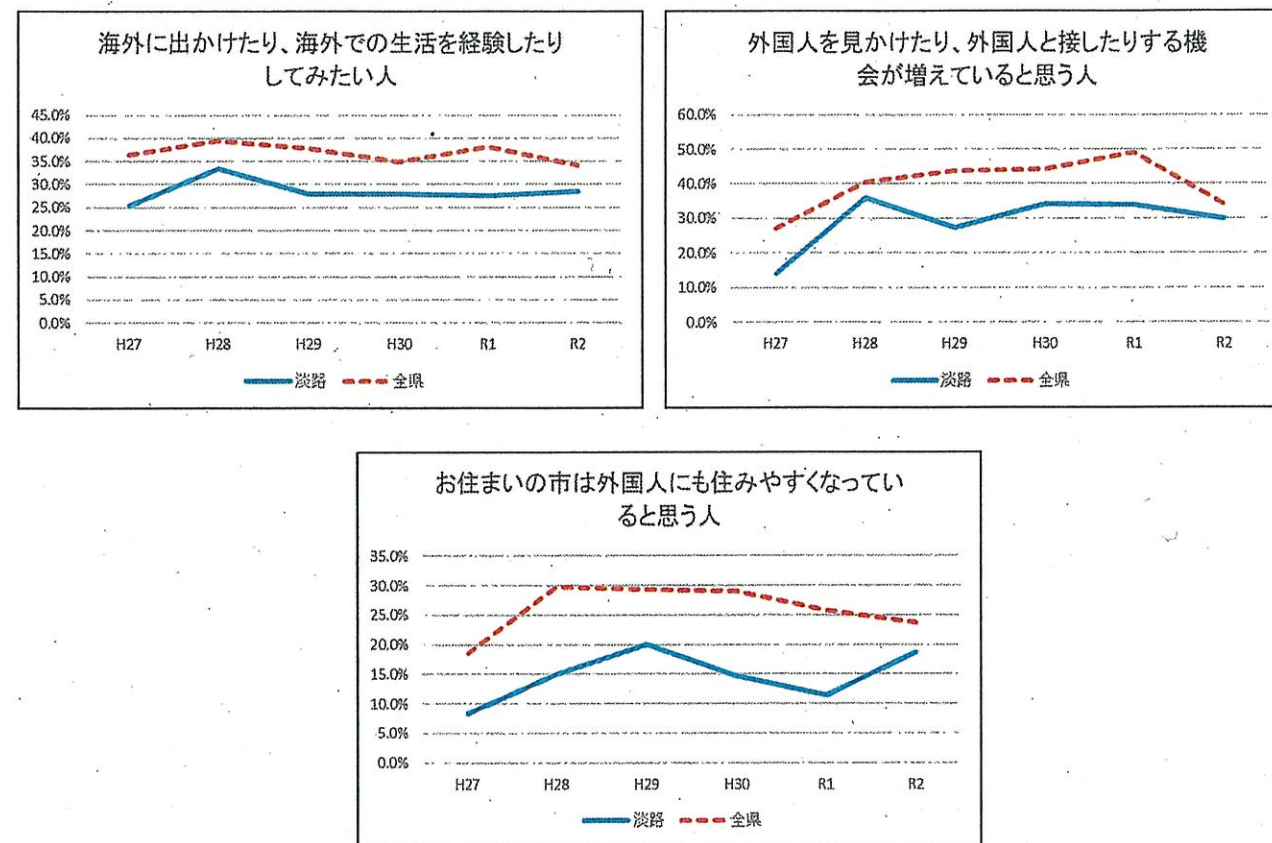 海外に出かけたり、海外での生活を経験したり
してみたい人
45.0%
40.0%
35.0%
30.0%
25.0%
20.0%
15.0%
10.0%
5.0%
0.0%
H27 H28 H29 H30 R1 R2
淡路 全県
外国人を見かけたり、外国人と接したりする機
会が増えていると思う人
60.0%
50.0%
40.0%
30.0%
20.0%
10.0%
0.0%
H27 H28 H29 H30 R1 R2
淡路 全県
お住まいの市は外国人にも住みやすくなってい
ると思う人
35.0%
30.0%
25.0%
20.0%
15.0%
10.0%
5.0%
0.0%
H27 H28 H29 H30 R1 R2
淡路 全県